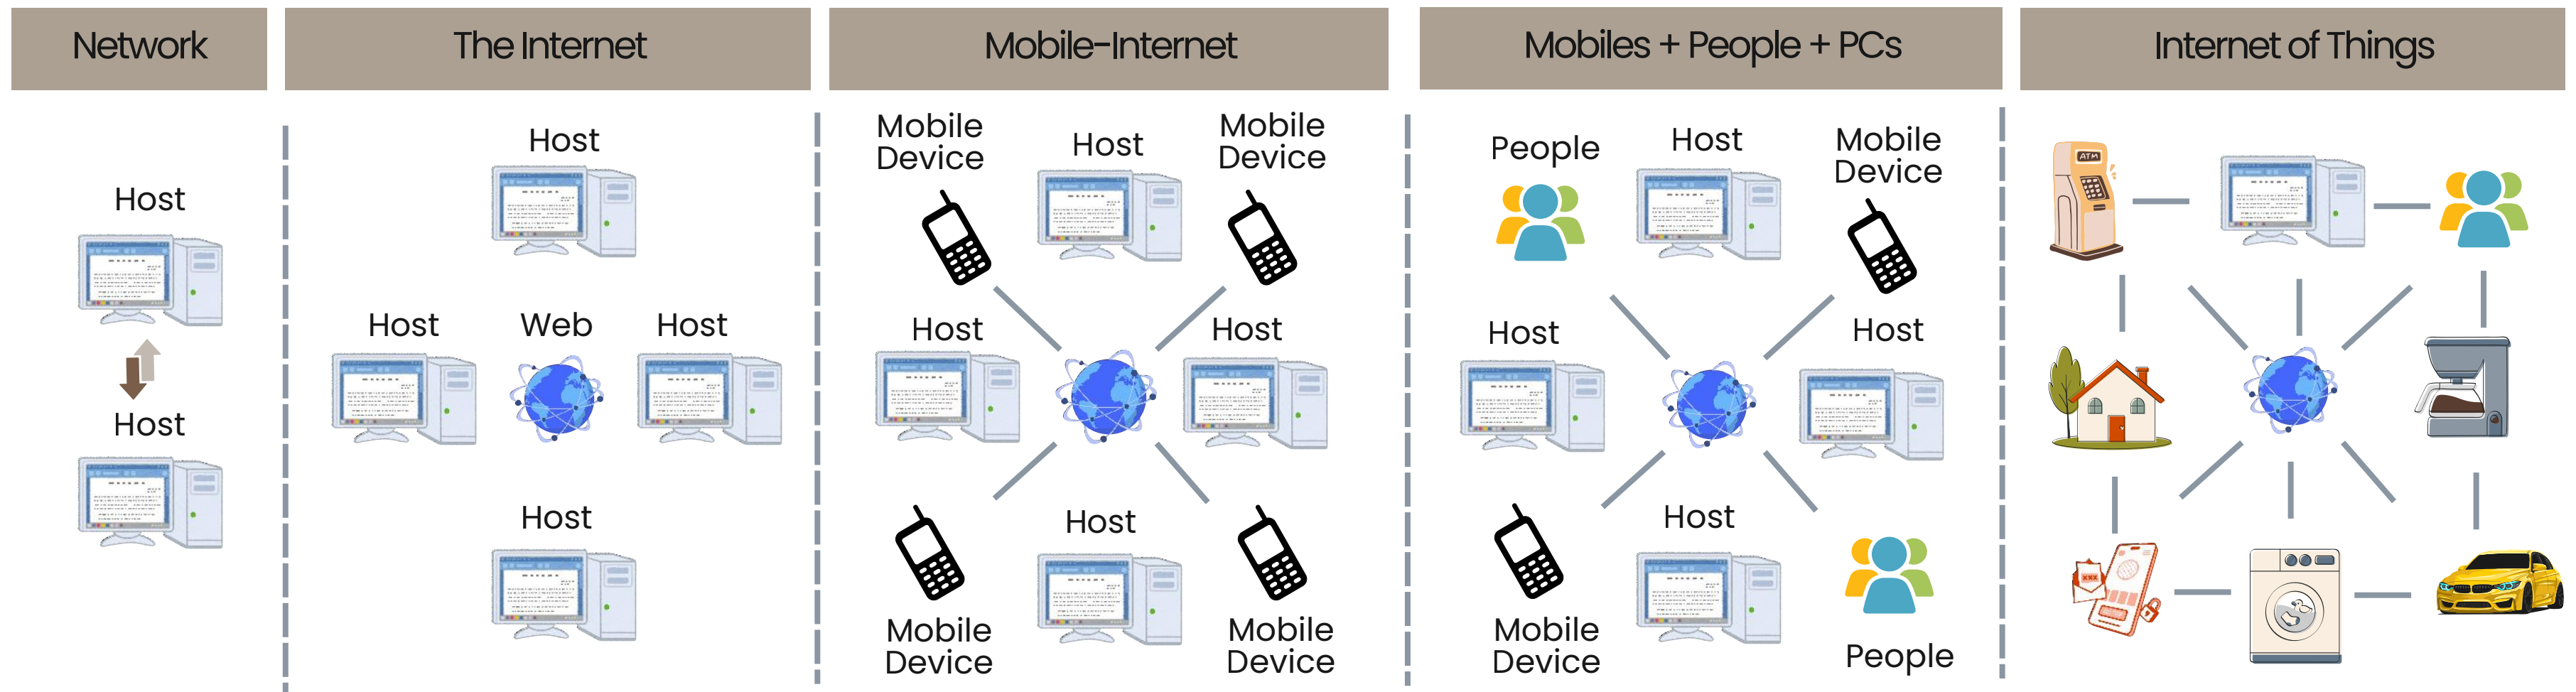 Network
The Internet
Mobile-Internet
Mobiles + People + PCs
Internet of Things
Host
Host
Host
Host
Web
Host
Host
Mobile
Device
Host
Mobile
Device
Host
Host
Mobile
Device
Host
Mobile
Device
People
Host
Mobile
Device
Host
Host
Mobile
Device
Host
People
ATM
XXX